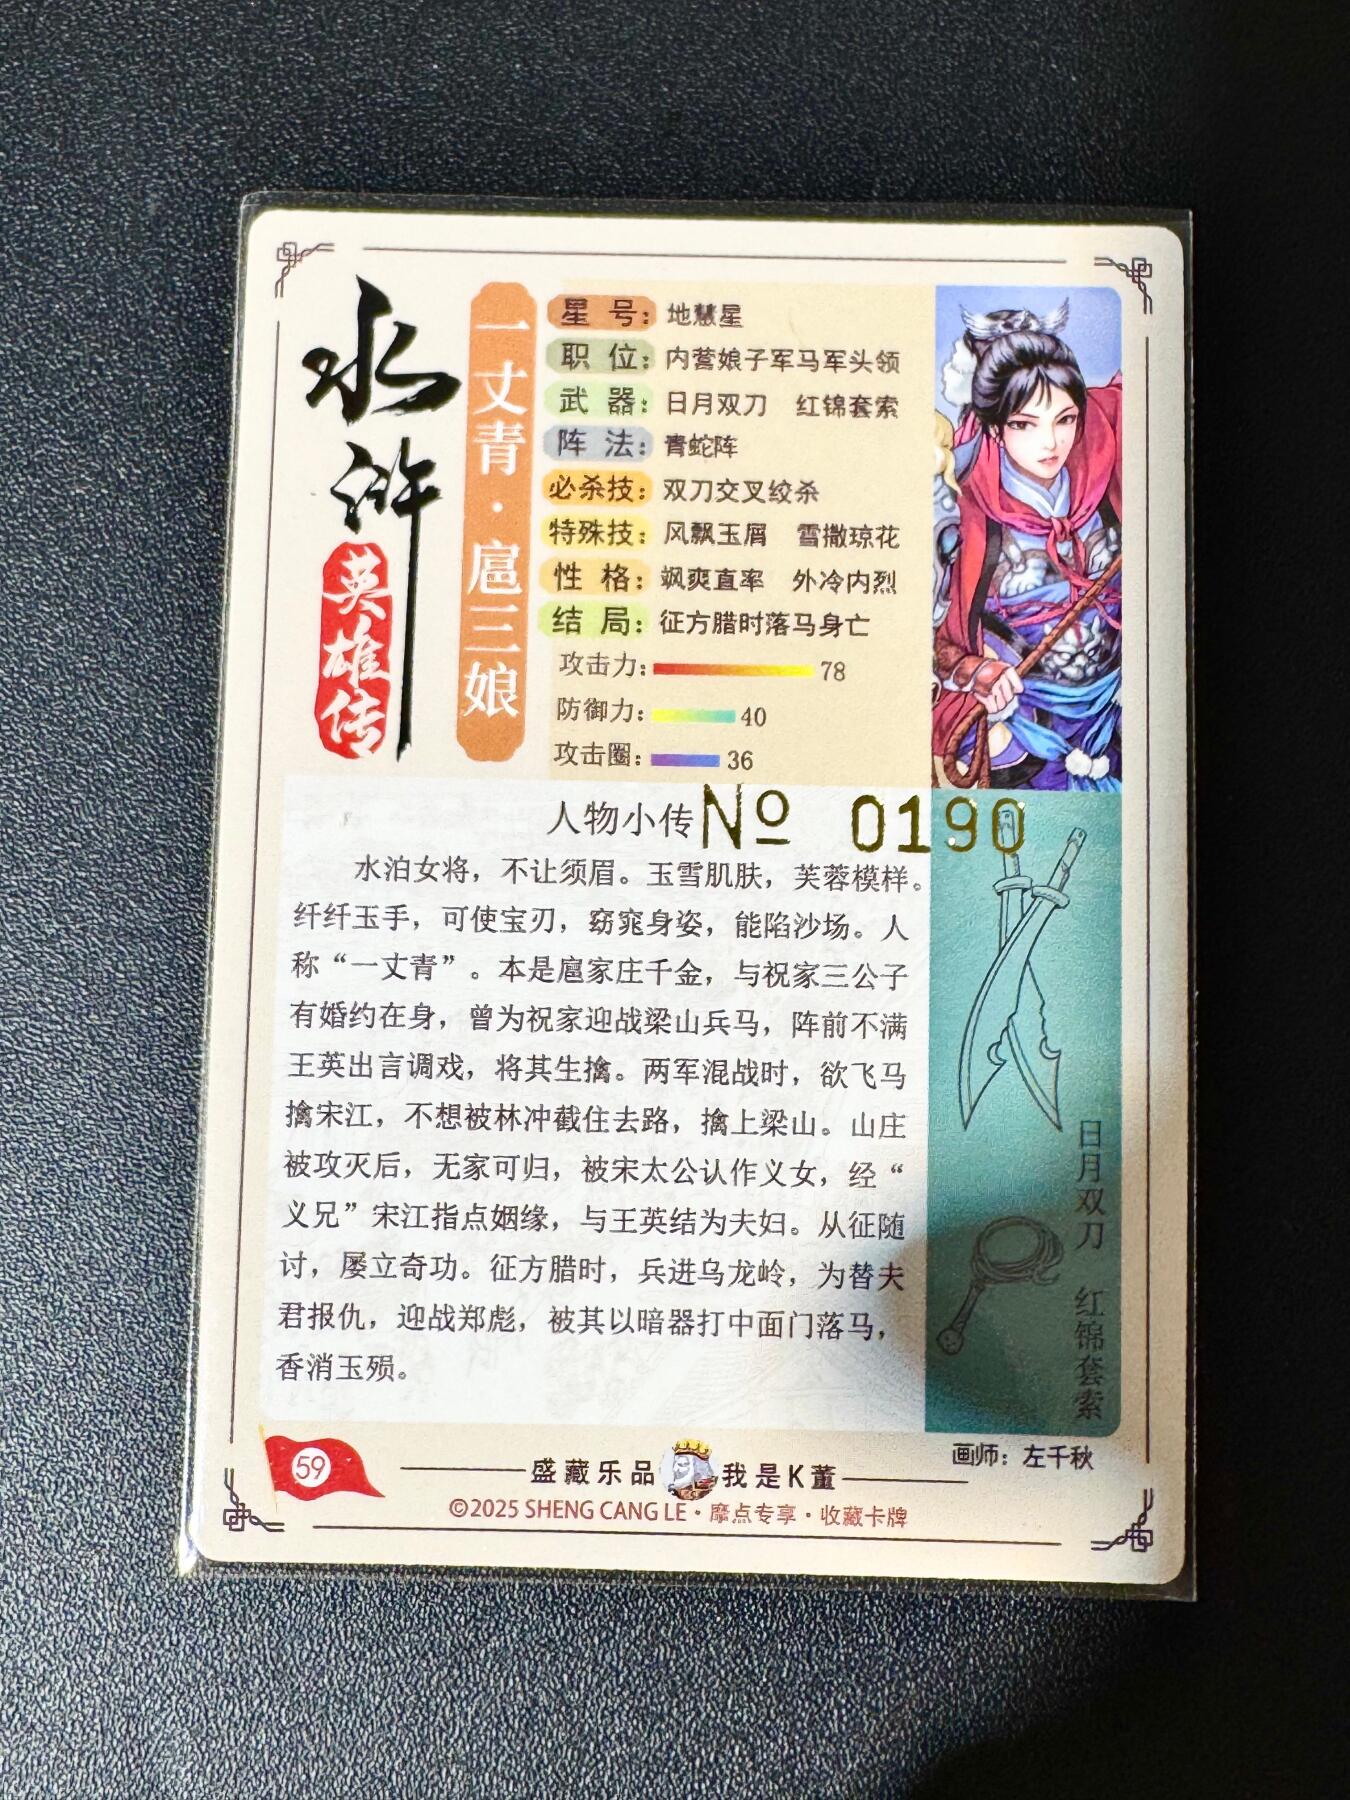 水浒
英雄传
一丈青·扈三娘
星号：地慧星
职位：内营娘子军马军头领
武器：日月双刀 红锦套索
阵法：青蛇阵
必杀技：双刀交叉绞杀
特殊技：风飘玉屑 雪撒琼花
性格：飒爽直率 外冷内烈
结局：征方腊时落马身亡
攻击力：78
防御力：40
攻击圈：36
人物小传
№ 0190
水泊女将，不让须眉。玉雪肌肤，芙蓉模样。
纤纤玉手，可使宝刃，窈窕身姿，能陷沙场。人
称“一丈青”。本是扈家庄千金，与祝家三公子
有婚约在身，曾为祝家迎战梁山兵马，阵前不满
王英出言调戏，将其生擒。两军混战时，欲飞马
擒宋江，不想被林冲截住去路，擒上梁山。山庄
被攻灭后，无家可归，被宋太公认作义女，经“
义兄”宋江指点姻缘，与王英结为夫妇。从征随
讨，屡立奇功。征方腊时，兵进乌龙岭，为替夫
君报仇，迎战郑彪，被其以暗器打中面门落马，
香消玉殒。
日月双刀 红锦套索
画师：左千秋
59
盛藏乐品 我是K董
©2025 SHENG CANG LE·摩点专享·收藏卡牌